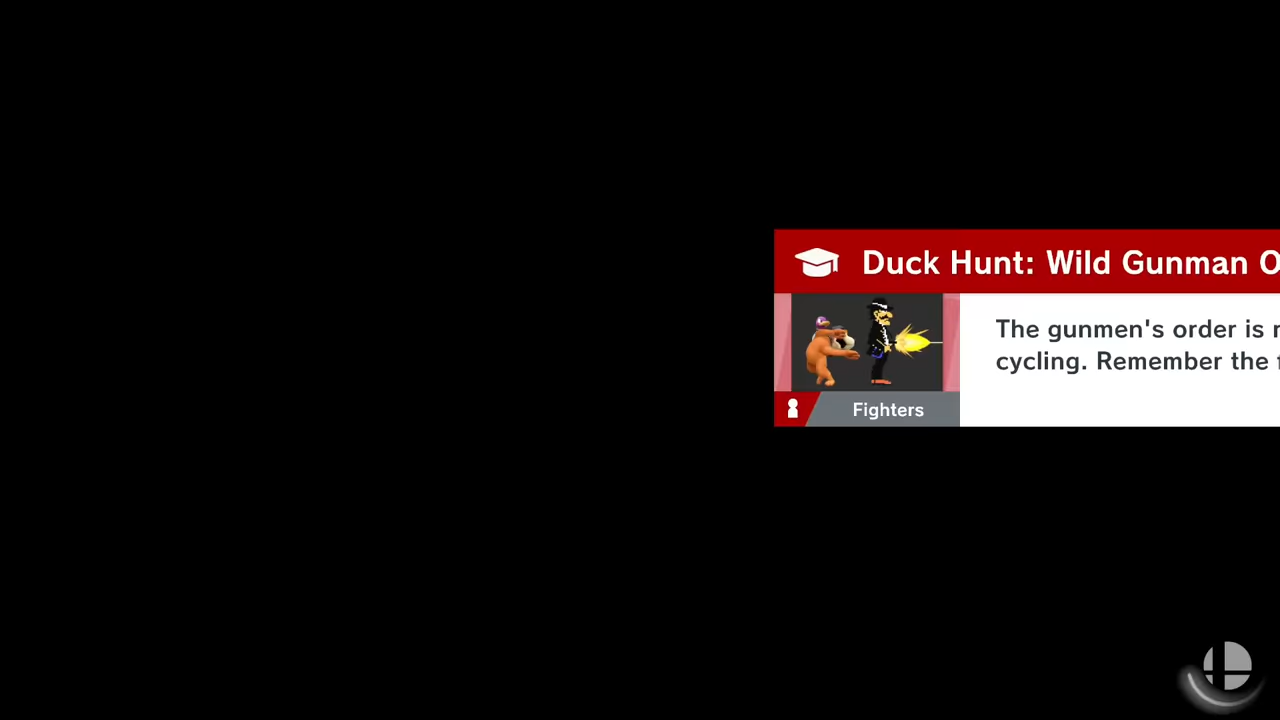 Duck Hunt: Wild Gunman O
The gunmen's order is
cycling. Remember the
Fighters